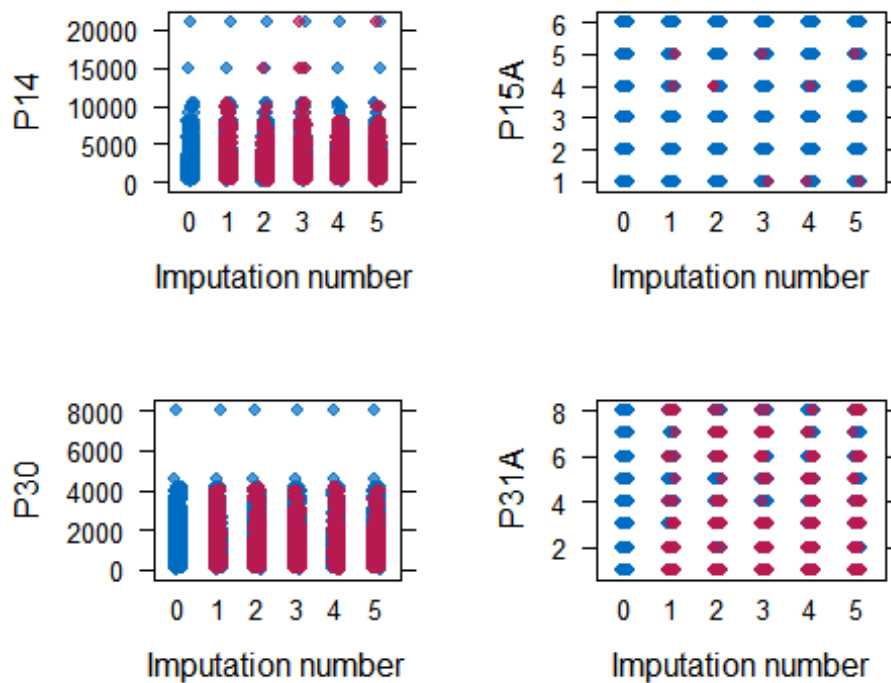 P14
20000
15000
10000
5000
0
0 1 2 3 4 5
Imputation number
P15A
6
5
4
3
2
1
0 1 2 3 4 5
Imputation number
P30
8000
6000
4000
2000
0
0 1 2 3 4 5
Imputation number
P31A
8
6
4
2
0 1 2 3 4 5
Imputation number